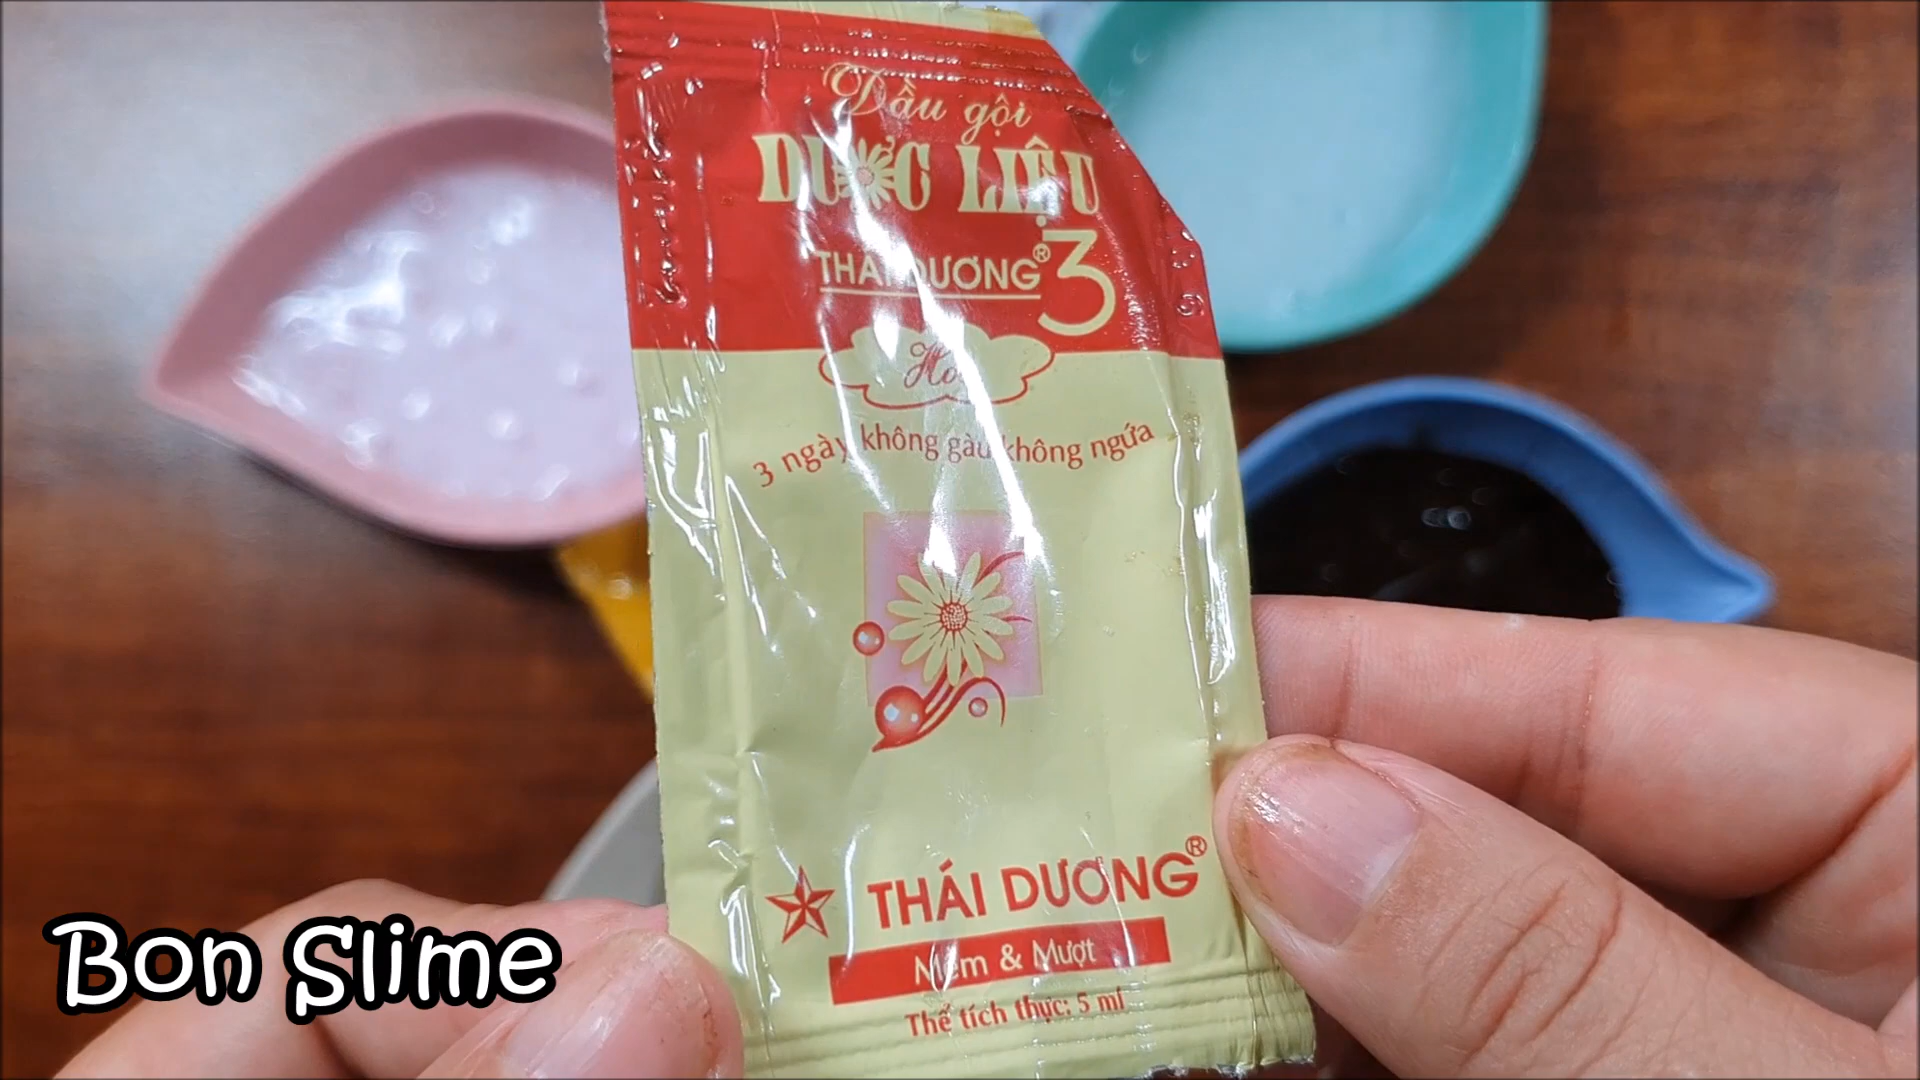 Dầu gội
DƯỢC LIỆU
THÁI DƯƠNG® 3
3 ngày không gàu không ngứa
THÁI DƯƠNG®
Mềm & Mượt
Thể tích thực: 5 ml
Bon Slime